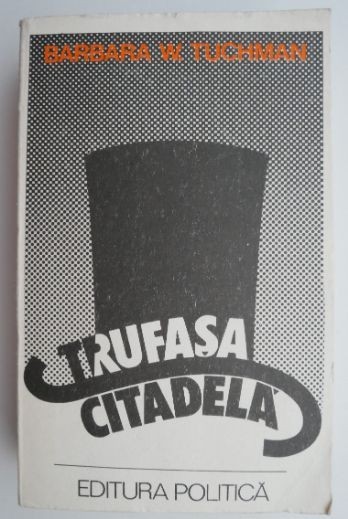 BARBARA W. TUCHMAN
TRUFAȘA
CITADELĂ
EDITURA POLITICĂ